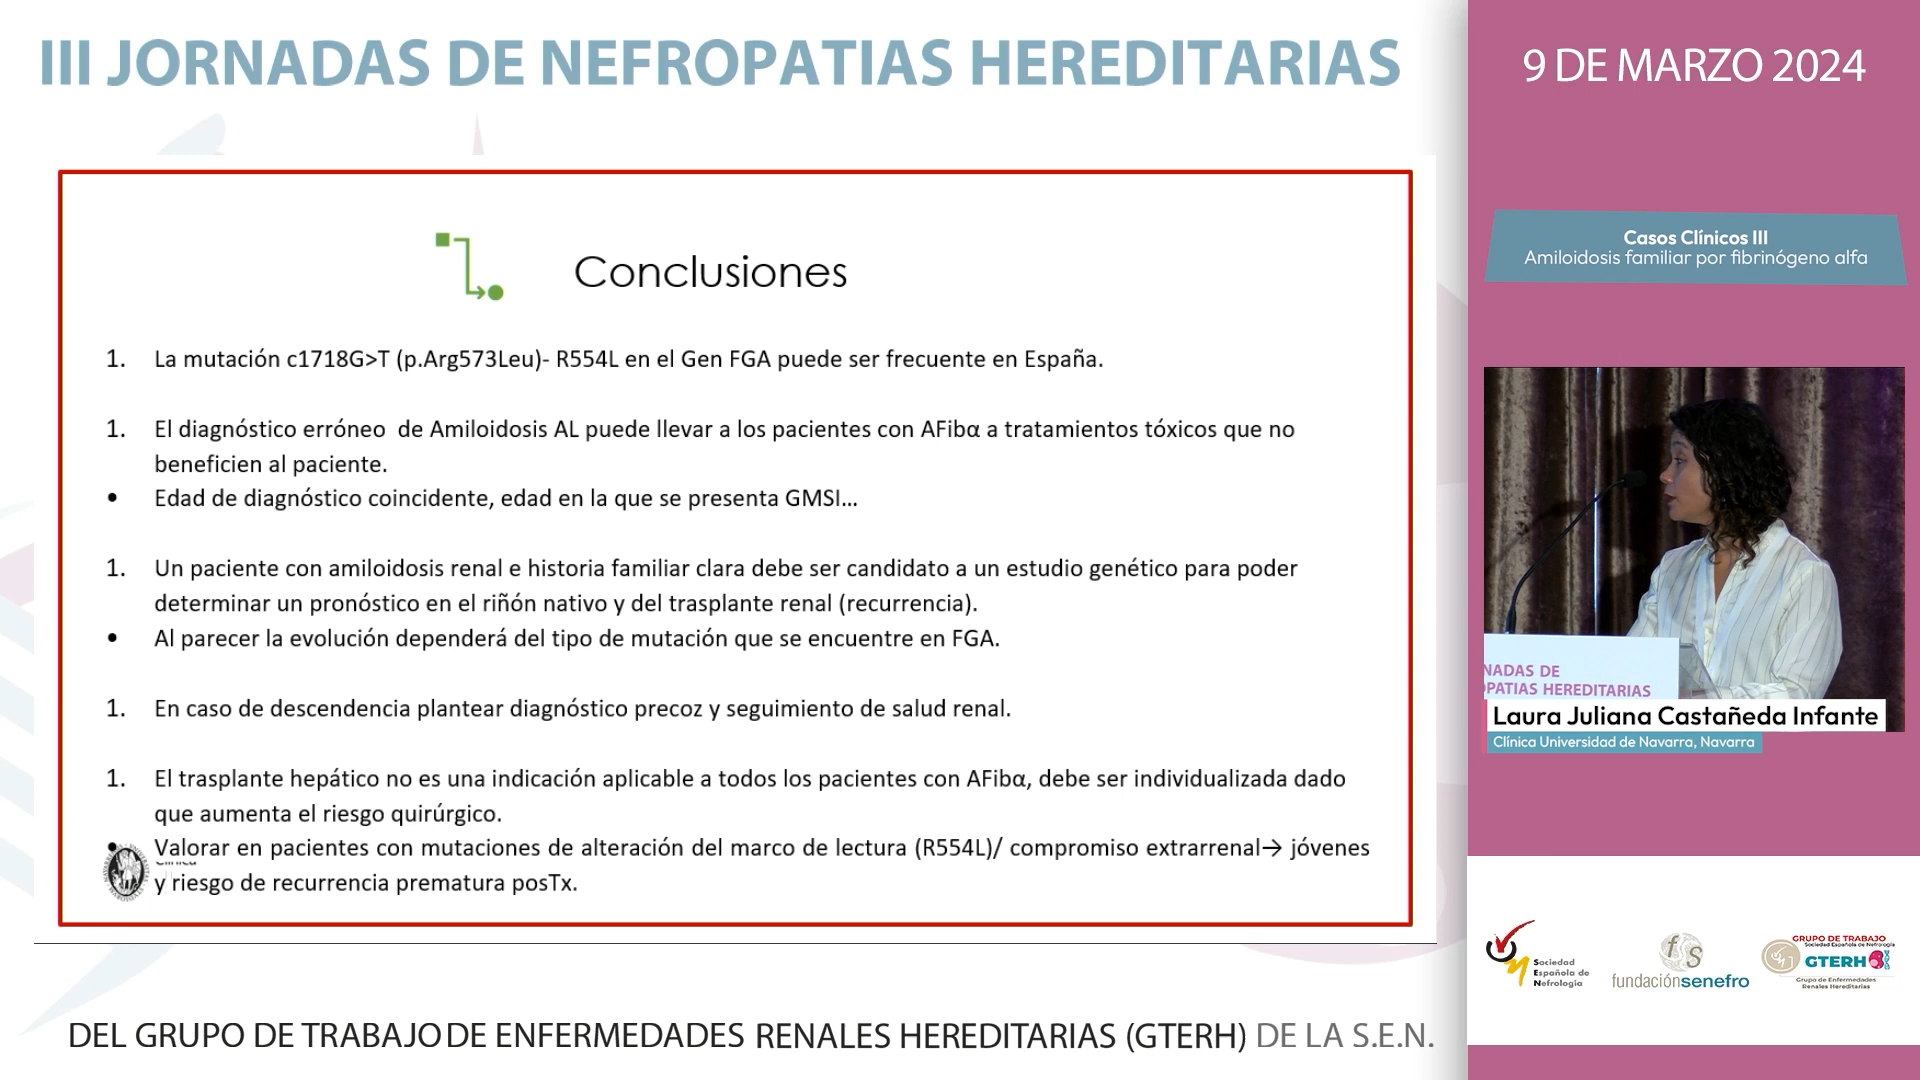 III JORNADAS DE NEFROPATIAS HEREDITARIAS
9 DE MARZO 2024
Casos Clínicos III
Amiloidosis familiar por fibrinógeno alfa
Conclusiones
1. La mutación c1718G>T (p.Arg573Leu)- R554L en el Gen FGA puede ser frecuente en España.
1. El diagnóstico erróneo de Amiloidosis AL puede llevar a los pacientes con AFibα a tratamientos tóxicos que no
beneficien al paciente.
• Edad de diagnóstico coincidente, edad en la que se presenta GMSI...
1. Un paciente con amiloidosis renal e historia familiar clara debe ser candidato a un estudio genético para poder
determinar un pronóstico en el riñón nativo y del trasplante renal (recurrencia).
• Al parecer la evolución dependerá del tipo de mutación que se encuentre en FGA.
1. En caso de descendencia plantear diagnóstico precoz y seguimiento de salud renal.
1. El trasplante hepático no es una indicación aplicable a todos los pacientes con AFibα, debe ser individualizada dado
que aumenta el riesgo quirúrgico.
• Valorar en pacientes con mutaciones de alteración del marco de lectura (R554L)/ compromiso extrarrenal→ jóvenes
y riesgo de recurrencia prematura posTx.
NADAS DE
OPATIAS HEREDITARIAS
Laura Juliana Castañeda Infante
Clínica Universidad de Navarra, Navarra
Sociedad
Española de
Nefrología
fundaciónsenefro
GRUPO DE TRABAJO
Sociedad Española de Nefrología
GTERH
Grupo de Enfermedades
Renales Hereditarias
DEL GRUPO DE TRABAJO DE ENFERMEDADES RENALES HEREDITARIAS (GTERH) DE LA S.E.N.